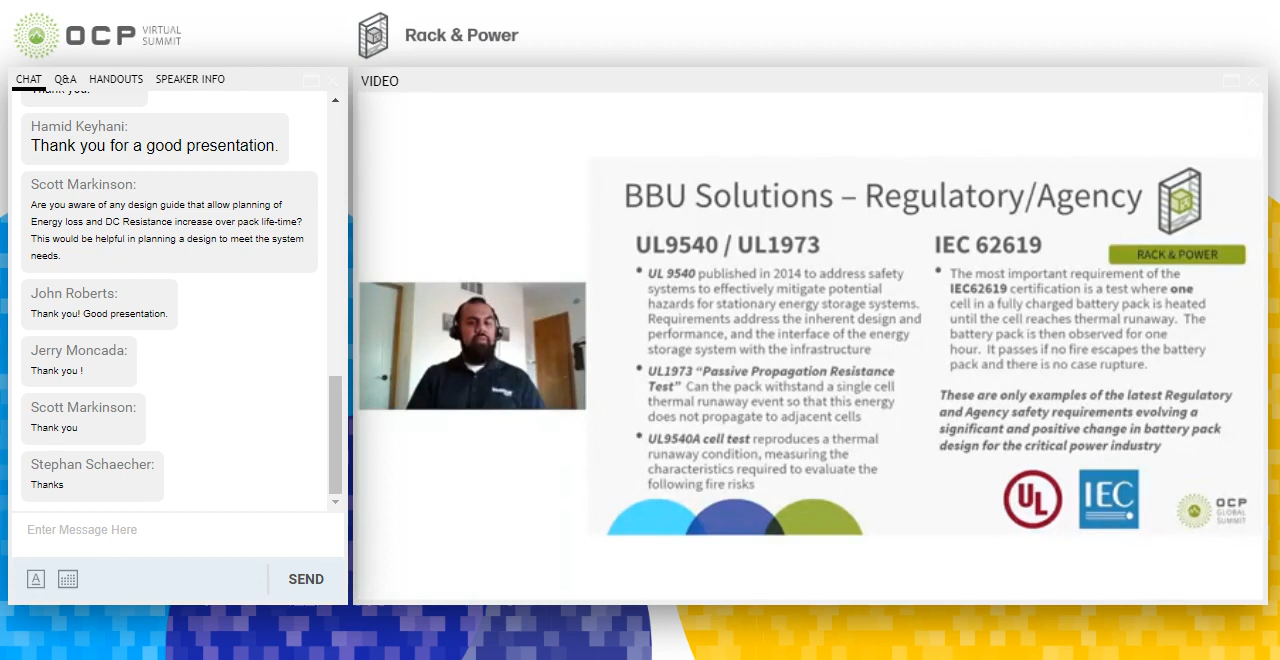 OCP VIRTUAL
SUMMIT
Rack & Power
CHAT Q&A HANDOUTS SPEAKER INFO
Thank you.
Hamid Keyhani:
Thank you for a good presentation.
Scott Markinson:
Are you aware of any design guide that allow planning of
Energy loss and DC Resistance increase over pack life-time?
This would be helpful in planning a design to meet the system
needs.
John Roberts:
Thank you! Good presentation.
Jerry Moncada:
Thank you !
Scott Markinson:
Thank you
Stephan Schaecher:
Thanks
Enter Message Here
A
SEND
VIDEO
BBU Solutions – Regulatory/Agency
RACK & POWER
UL9540 / UL1973
• UL 9540 published in 2014 to address safety
systems to effectively mitigate potential
hazards for stationary energy storage systems.
Requirements address the inherent design and
performance, and the interface of the energy
storage system with the infrastructure
• UL1973 “Passive Propagation Resistance
Test” Can the pack withstand a single cell
thermal runaway event so that this energy
does not propagate to adjacent cells
• UL9540A cell test reproduces a thermal
runaway condition, measuring the
characteristics required to evaluate the
following fire risks
IEC 62619
• The most important requirement of the
IEC62619 certification is a test where one
cell in a fully charged battery pack is heated
until the cell reaches thermal runaway. The
battery pack is then observed for one
hour. It passes if no fire escapes the battery
pack and there is no case rupture.
These are only examples of the latest Regulatory
and Agency safety requirements evolving a
significant and positive change in battery pack
design for the critical power industry
UL
IEC
OCP
GLOBAL
SUMMIT